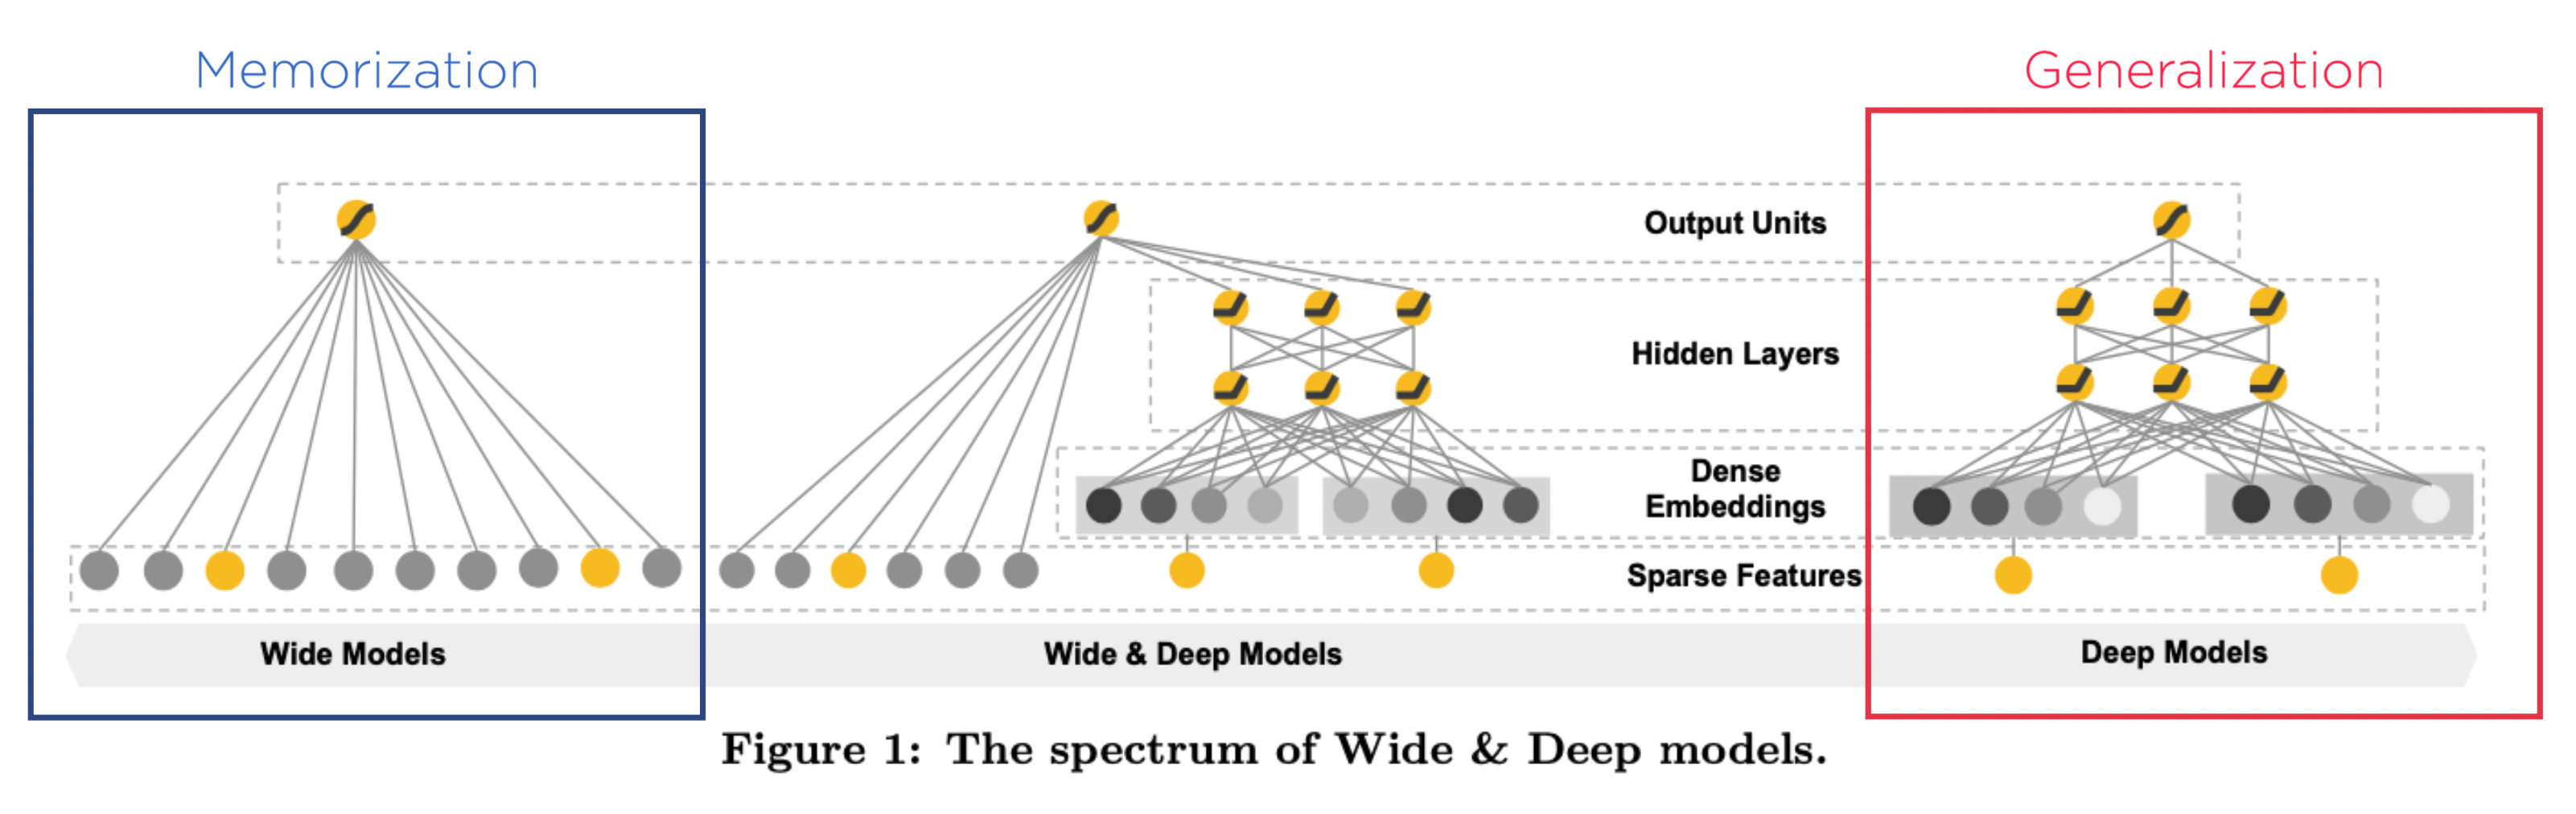 Memorization
Generalization
Output Units
Hidden Layers
Dense
Embeddings
Sparse Features
Wide Models
Wide & Deep Models
Deep Models
Figure 1: The spectrum of Wide & Deep models.